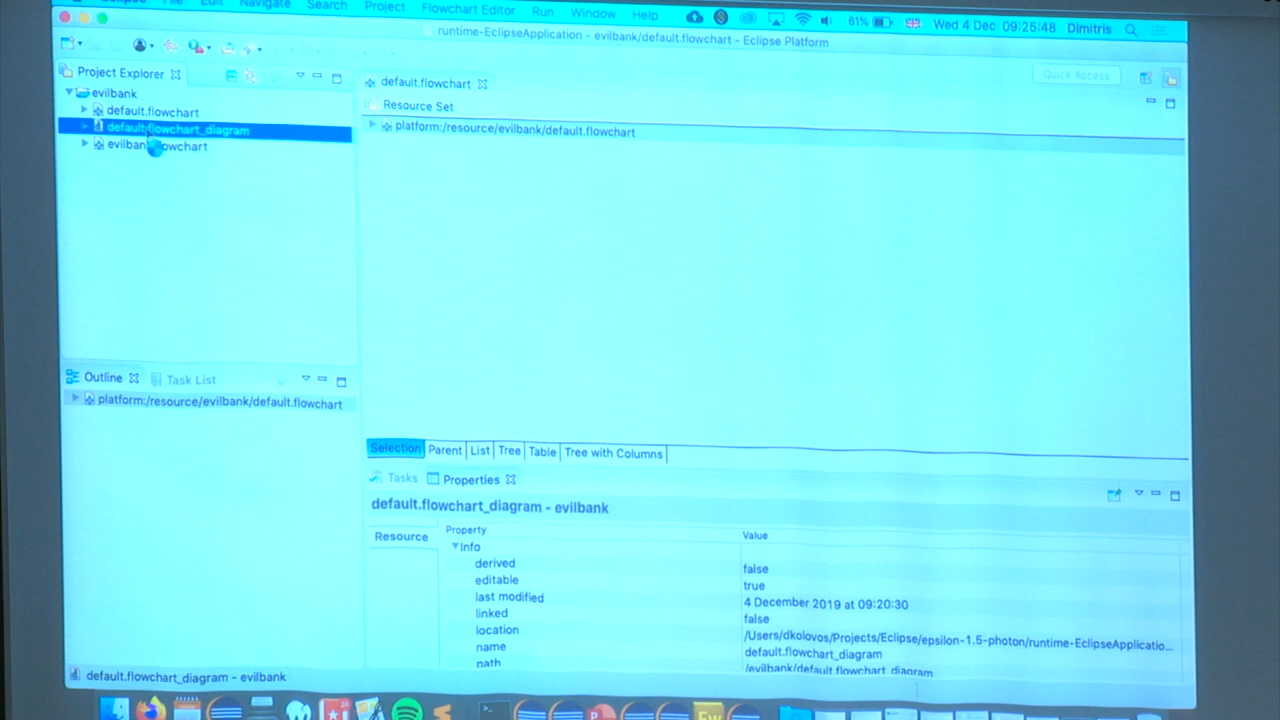 Eclipse File Edit Navigate Search Project Flowchart Editor Run Window Help 61% Wed 4 Dec 09:25:48 Dimitris
runtime-EclipseApplication - evilbank/default.flowchart - Eclipse Platform
Quick Access
Project Explorer
evilbank
default.flowchart
default.flowchart_diagram
default.flowchart
Resource Set
platform:/resource/evilbank/default.flowchart
Outline Task List
platform:/resource/evilbank/default.flowchart
Selection Parent List Tree Table Tree with Columns
Tasks Properties
default.flowchart_diagram - evilbank
Resource
Property Value
Info
derived false
editable true
last modified 4 December 2019 at 09:20:30
linked false
location /Users/dkolovos/Projects/Eclipse/epsilon-1.5-photon/runtime-EclipseApplicatio...
name default.flowchart_diagram
path /evilbank/default.flowchart_diagram
default.flowchart_diagram - evilbank